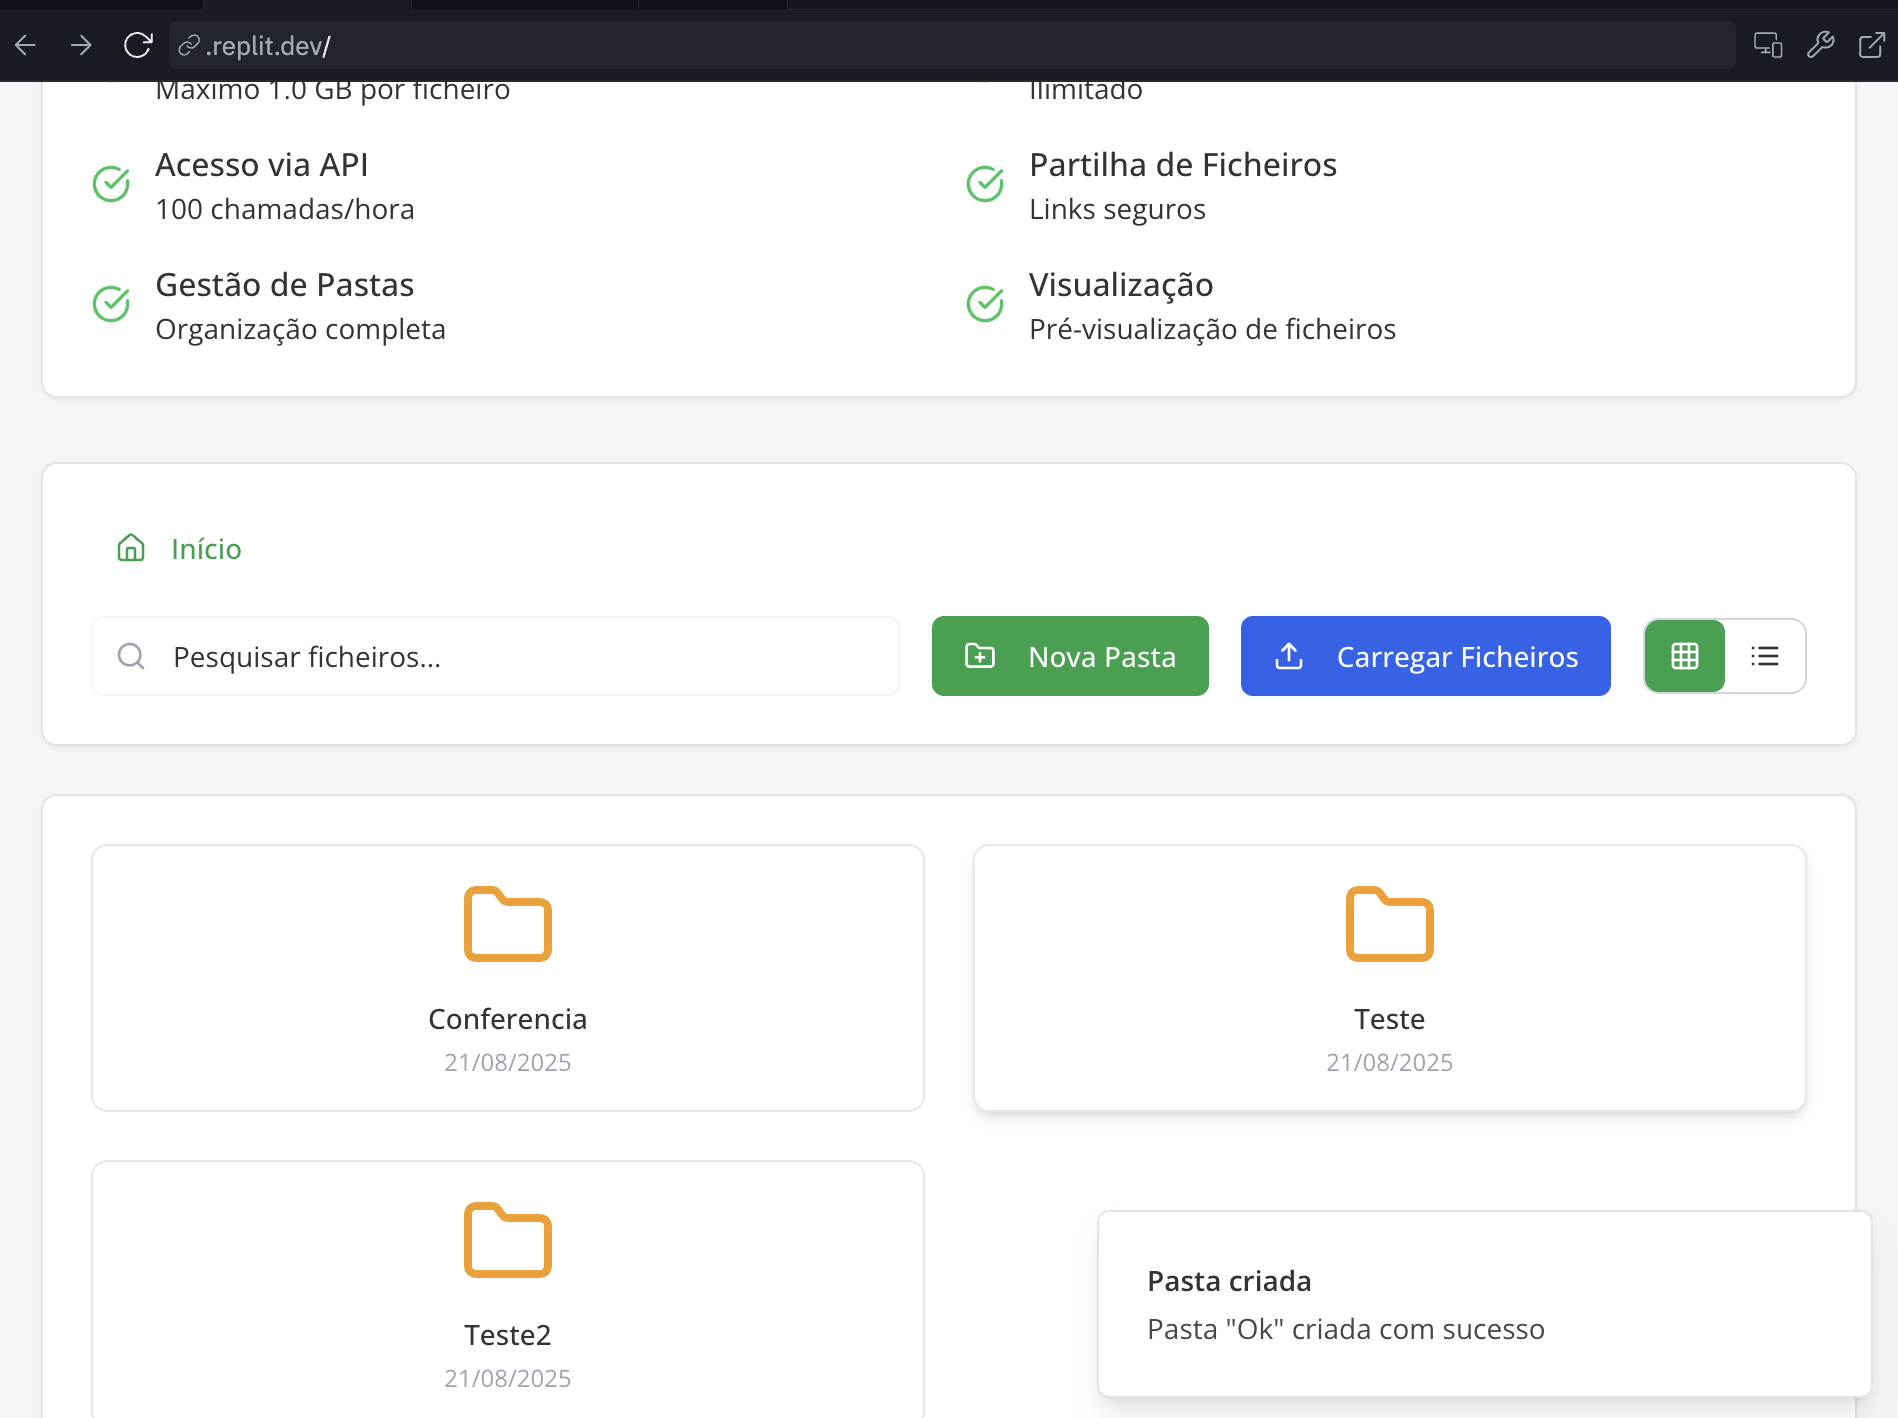 .replit.dev/
Máximo 1.0 GB por ficheiro
Ilimitado
Acesso via API
100 chamadas/hora
Partilha de Ficheiros
Links seguros
Gestão de Pastas
Organização completa
Visualização
Pré-visualização de ficheiros
Início
Pesquisar ficheiros...
Nova Pasta
Carregar Ficheiros
Conferencia
21/08/2025
Teste
21/08/2025
Teste2
21/08/2025
Pasta criada
Pasta "Ok" criada com sucesso